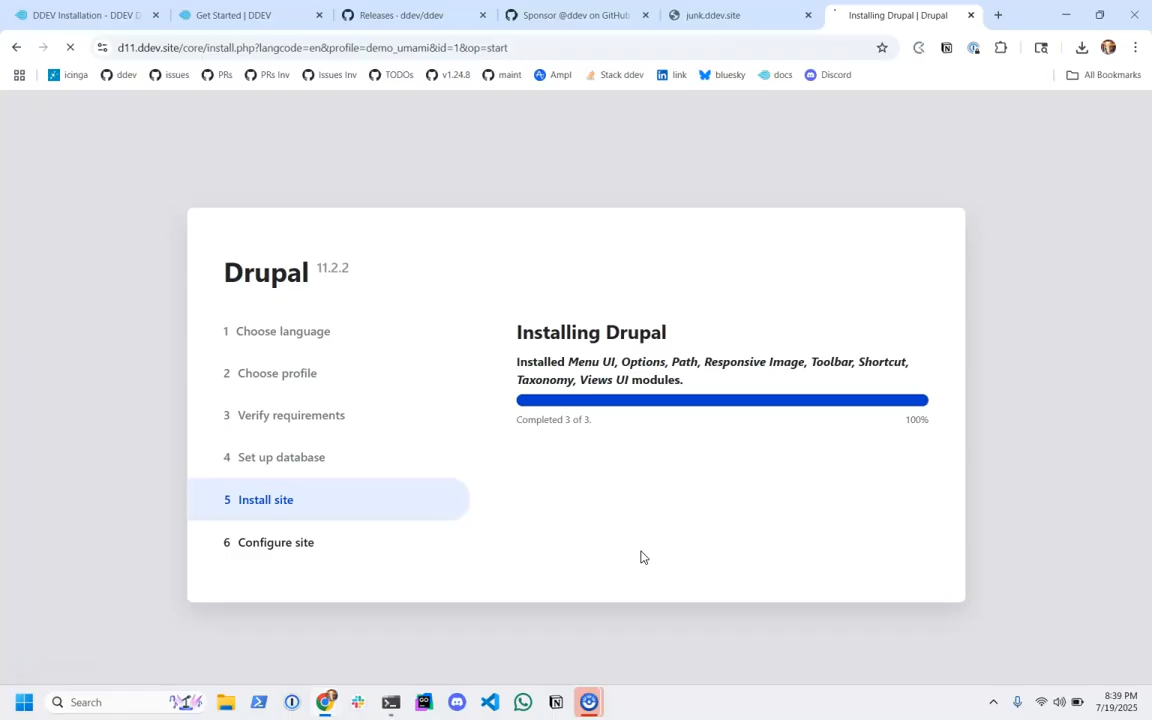 DDEV Installation - DDEV D
Get Started | DDEV
Releases · ddev/ddev
Sponsor @ddev on GitHub
junk.ddev.site
Installing Drupal | Drupal
d11.ddev.site/core/install.php?langcode=en&profile=demo_umami&id=1&op=start
icinga
ddev
issues
PRs
PRs Inv
Issues Inv
TODOs
v1.24.8
maint
Ampl
Stack ddev
link
bluesky
docs
Discord
All Bookmarks
Drupal 11.2.2
1 Choose language
2 Choose profile
3 Verify requirements
4 Set up database
5 Install site
6 Configure site
Installing Drupal
Installed Menu UI, Options, Path, Responsive Image, Toolbar, Shortcut,
Taxonomy, Views UI modules.
Completed 3 of 3. 100%
Search
8:39 PM
7/19/2025